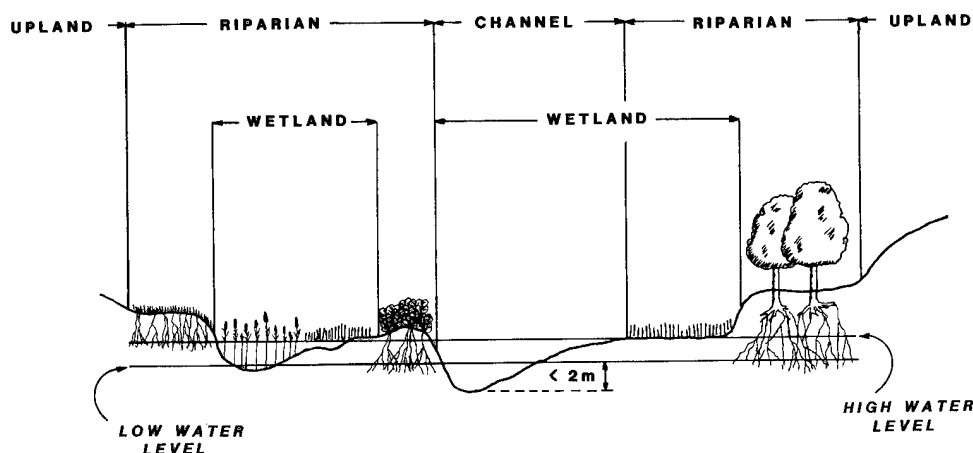 UPLAND RIPARIAN CHANNEL RIPARIAN UPLAND
WETLAND WETLAND
< 2m
LOW WATER
LEVEL
HIGH WATER
LEVEL